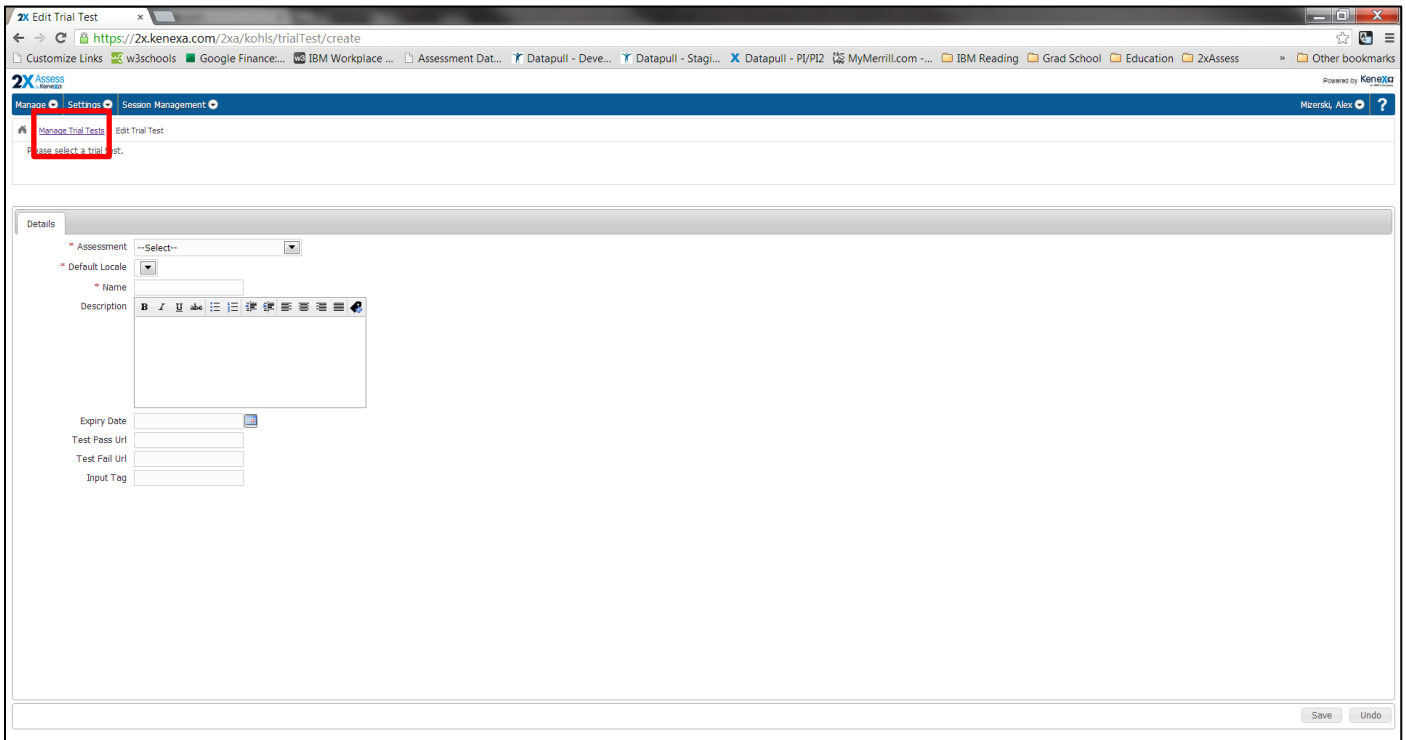 2X Edit Trial Test
https://2x.kenexa.com/2xa/kohls/trialTest/create
Customize Links w3schools Google Finance:... IBM Workplace ... Assessment Dat... Datapull - Deve... Datapull - Stagi... Datapull - PI/PI2 MyMerrill.com -... IBM Reading Grad School Education 2xAssess » Other bookmarks
2X Assess Powered by Kenexa
Manage Settings Session Management Mizerski, Alex ?
Manage Trial Tests Edit Trial Test
Please select a trial test.
Details
* Assessment --Select--
* Default Locale
* Name
Description B I U abc
Expiry Date
Test Pass Url
Test Fail Url
Input Tag
Save Undo